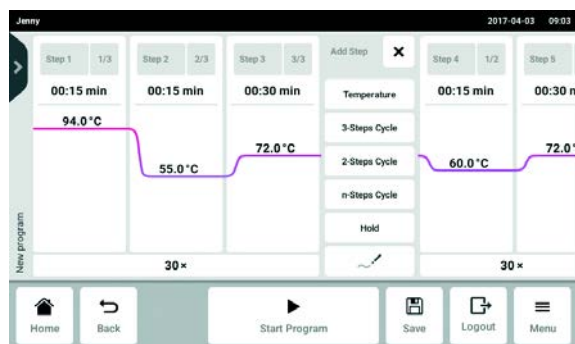 Jenny
2017-04-03 09:03
Step 1 1/3
Step 2 2/3
Step 3 3/3
Add Step
Step 4 1/2
Step 5
00:15 min
00:15 min
00:30 min
00:15 min
00:30 m
94.0°C
55.0°C
72.0°C
60.0°C
72.0°
Temperature
3-Steps Cycle
2-Steps Cycle
n-Steps Cycle
Hold
New program
30×
30×
Home
Back
Start Program
Save
Logout
Menu